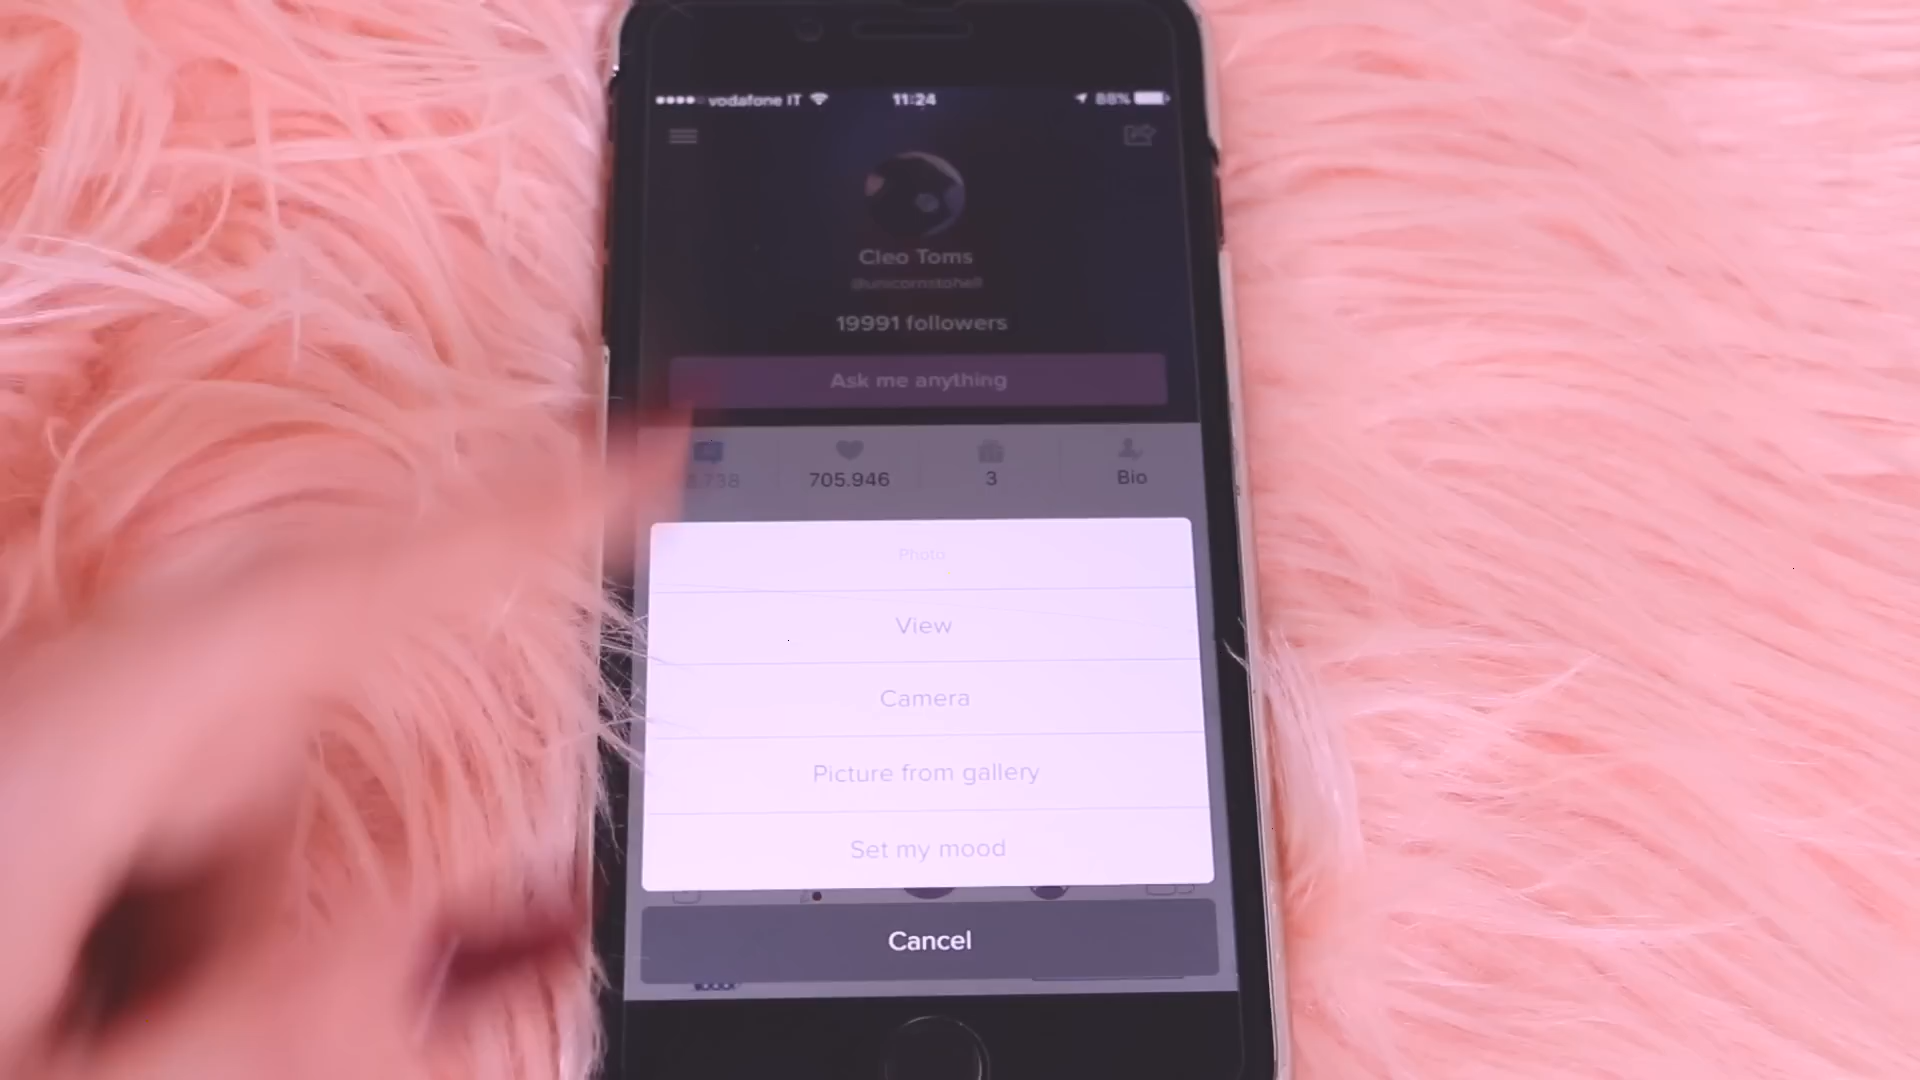 vodafone IT 11:24 88%
Cleo Toms
@unicornstohell
19991 followers
Ask me anything
705.946 3 Bio
Photo
View
Camera
Picture from gallery
Set my mood
Cancel